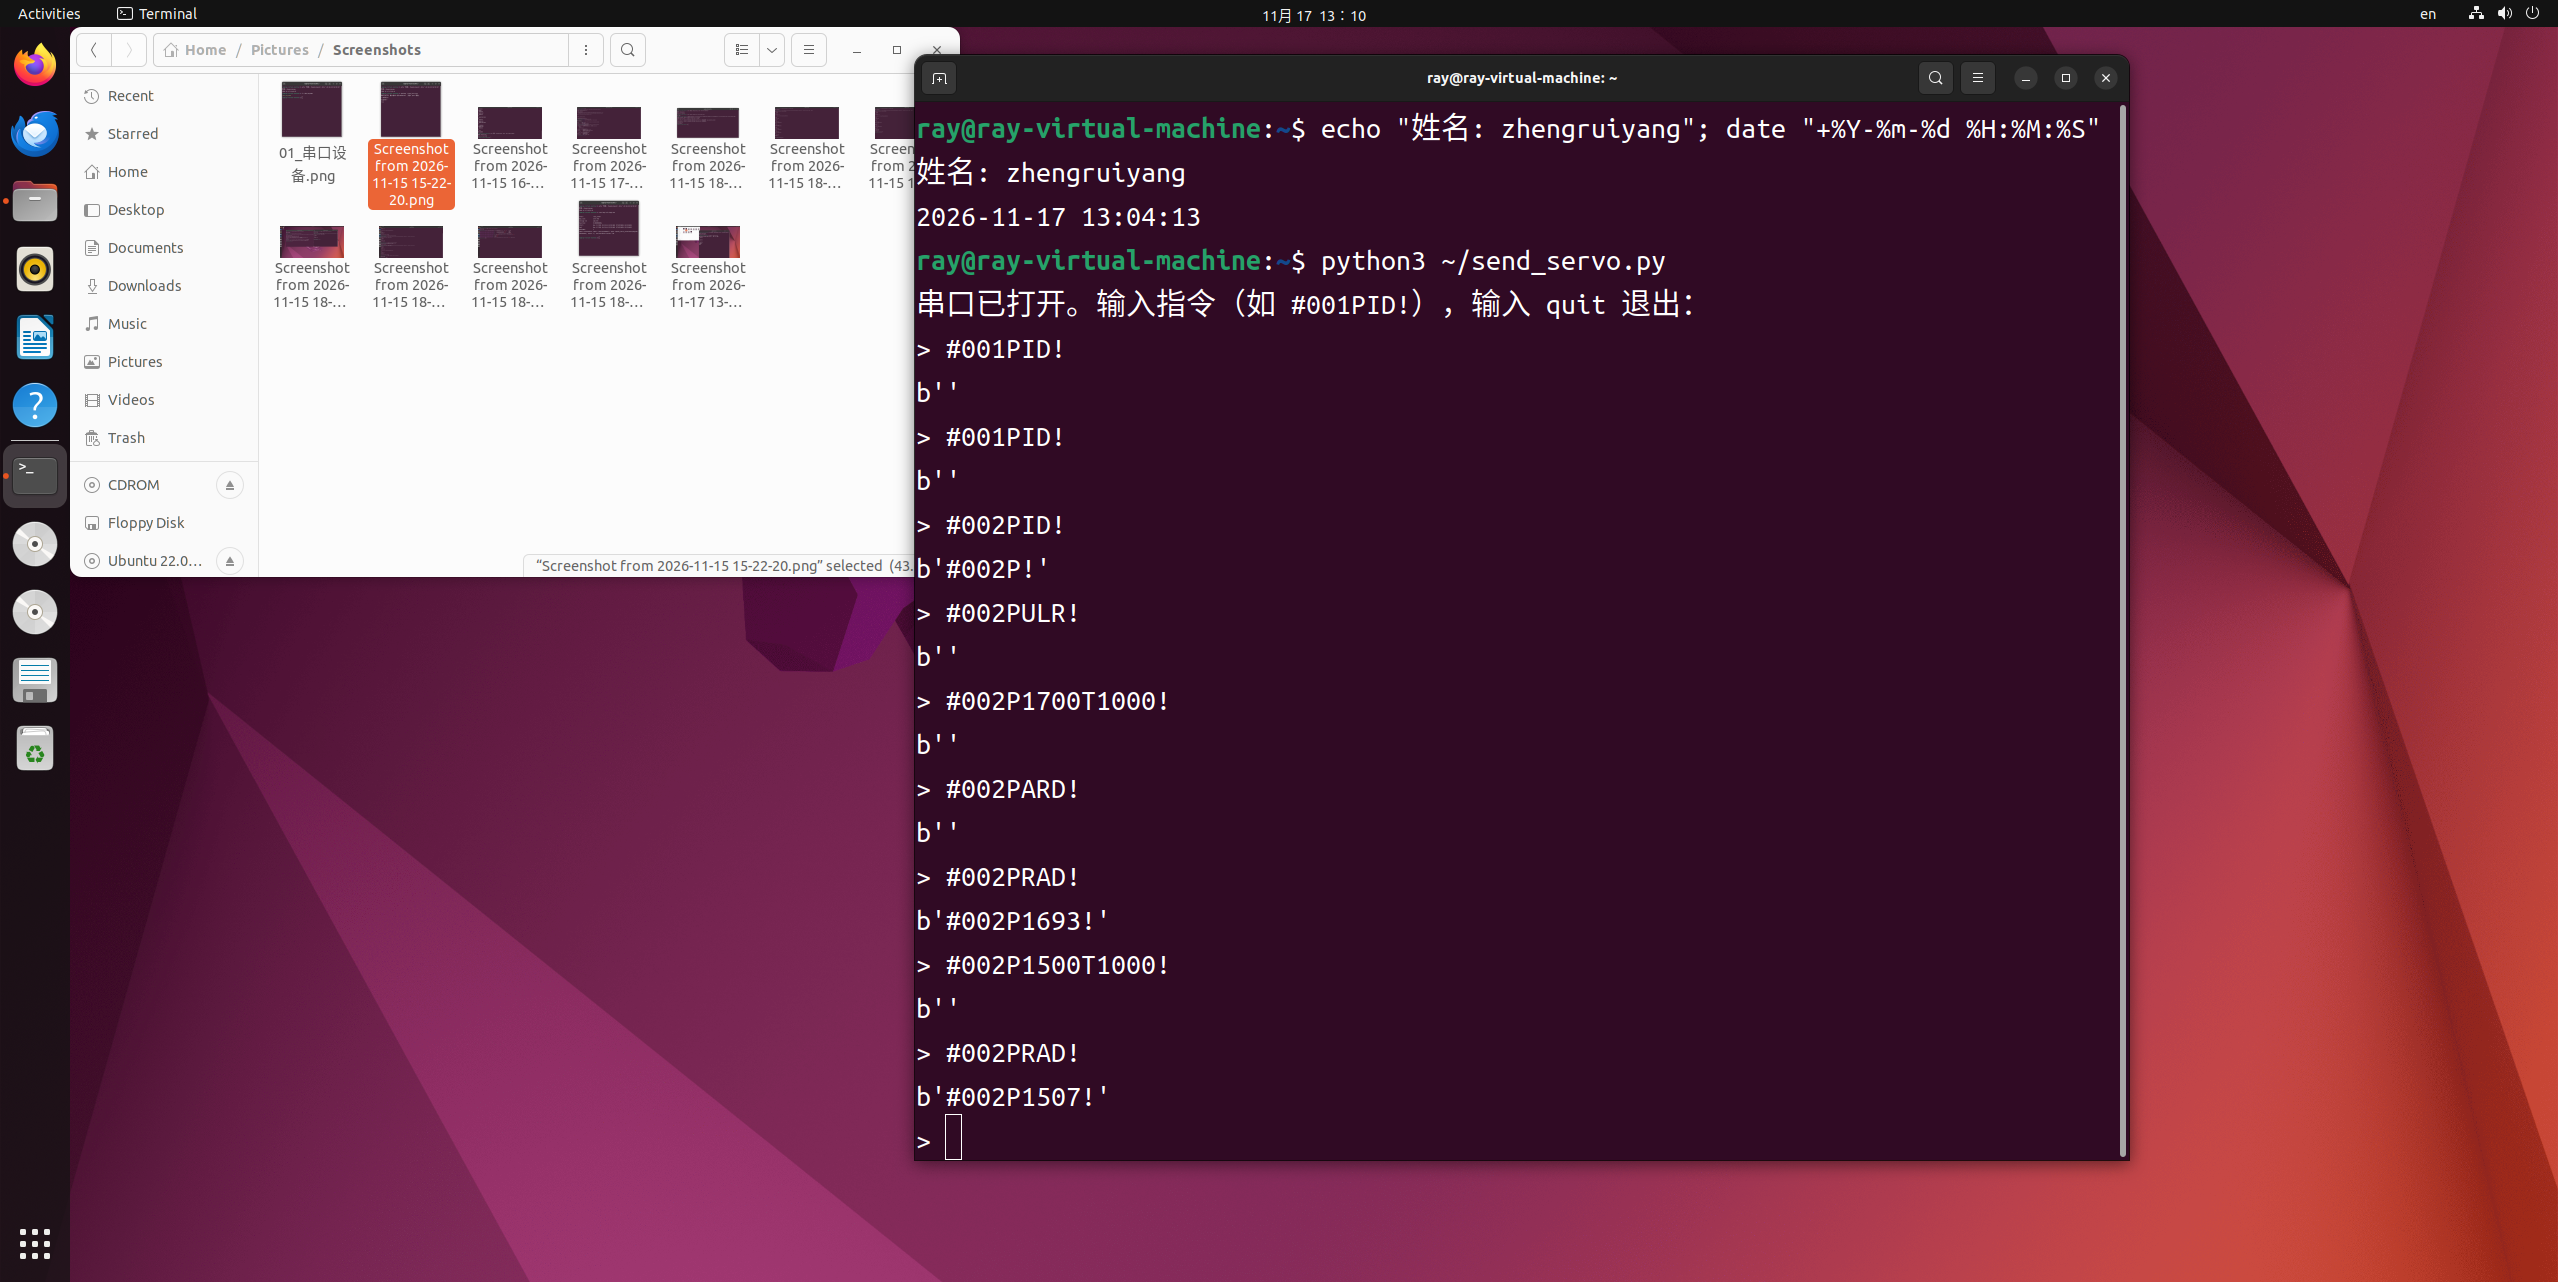 Activities
Terminal
11月 17 13：10
en
Home / Pictures / Screenshots
Recent
Starred
Home
Desktop
Documents
Downloads
Music
Pictures
Videos
Trash
CDROM
Floppy Disk
Ubuntu 22.0…
01_串口设
备.png
Screenshot
from 2026-
11-15 15-22-
20.png
Screenshot
from 2026-
11-15 16-…
Screenshot
from 2026-
11-15 17-…
Screenshot
from 2026-
11-15 18-…
Screenshot
from 2026-
11-15 18-…
Screen
from 2
11-15 1
Screenshot
from 2026-
11-15 18-…
Screenshot
from 2026-
11-15 18-…
Screenshot
from 2026-
11-15 18-…
Screenshot
from 2026-
11-15 18-…
Screenshot
from 2026-
11-17 13-…
“Screenshot from 2026-11-15 15-22-20.png” selected (43.
ray@ray-virtual-machine: ~
ray@ray-virtual-machine:~$ echo "姓名: zhengruiyang"; date "+%Y-%m-%d %H:%M:%S"
姓名: zhengruiyang
2026-11-17 13:04:13
ray@ray-virtual-machine:~$ python3 ~/send_servo.py
串口已打开。输入指令（如 #001PID!），输入 quit 退出：
> #001PID!
b''
> #001PID!
b''
> #002PID!
b'#002P!'
> #002PULR!
b''
> #002P1700T1000!
b''
> #002PARD!
b''
> #002PRAD!
b'#002P1693!'
> #002P1500T1000!
b''
> #002PRAD!
b'#002P1507!'
>